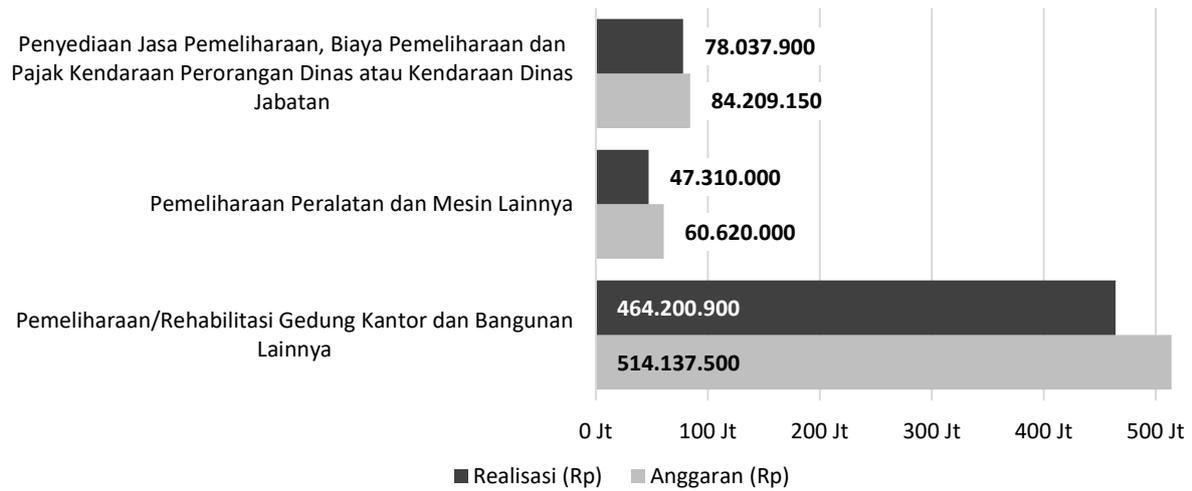 Penyediaan Jasa Pemeliharaan, Biaya Pemeliharaan dan
Pajak Kendaraan Perorangan Dinas atau Kendaraan Dinas
Jabatan
78.037.900
84.209.150
Pemeliharaan Peralatan dan Mesin Lainnya
47.310.000
60.620.000
Pemeliharaan/Rehabilitasi Gedung Kantor dan Bangunan
Lainnya
464.200.900
514.137.500
0 Jt 100 Jt 200 Jt 300 Jt 400 Jt 500 Jt
Realisasi (Rp) Anggaran (Rp)